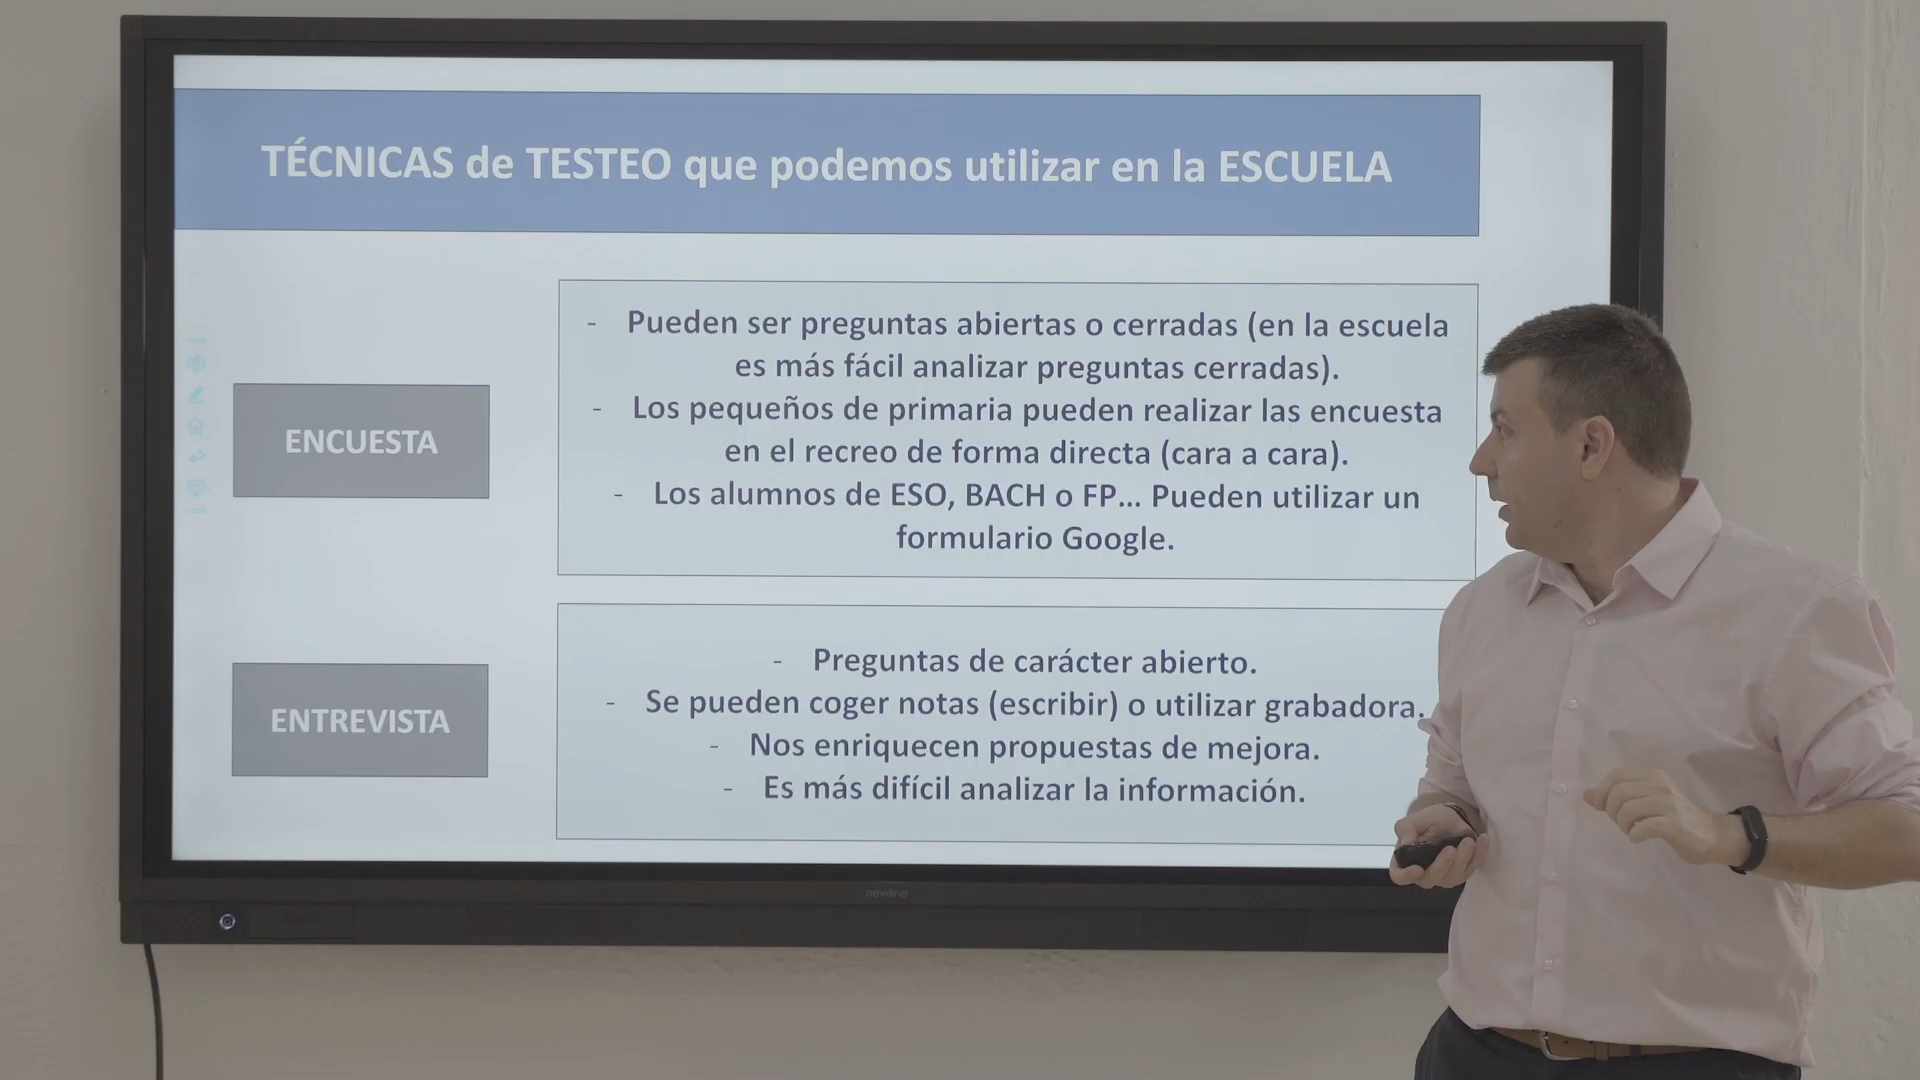 TÉCNICAS de TESTEO que podemos utilizar en la ESCUELA
ENCUESTA
- Pueden ser preguntas abiertas o cerradas (en la escuela
es más fácil analizar preguntas cerradas).
- Los pequeños de primaria pueden realizar las encuesta
en el recreo de forma directa (cara a cara).
- Los alumnos de ESO, BACH o FP... Pueden utilizar un
formulario Google.
ENTREVISTA
- Preguntas de carácter abierto.
- Se pueden coger notas (escribir) o utilizar grabadora.
- Nos enriquecen propuestas de mejora.
- Es más difícil analizar la información.
newline